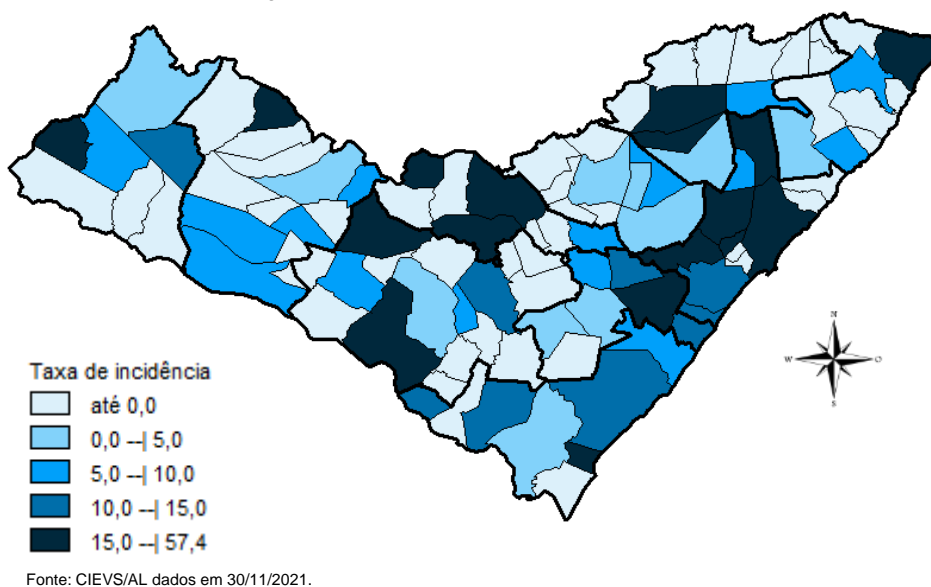 N
W
O
S
Taxa de incidência
até 0,0
0,0 --| 5,0
5,0 --| 10,0
10,0 --| 15,0
15,0 --| 57,4
Fonte: CIEVS/AL dados em 30/11/2021.